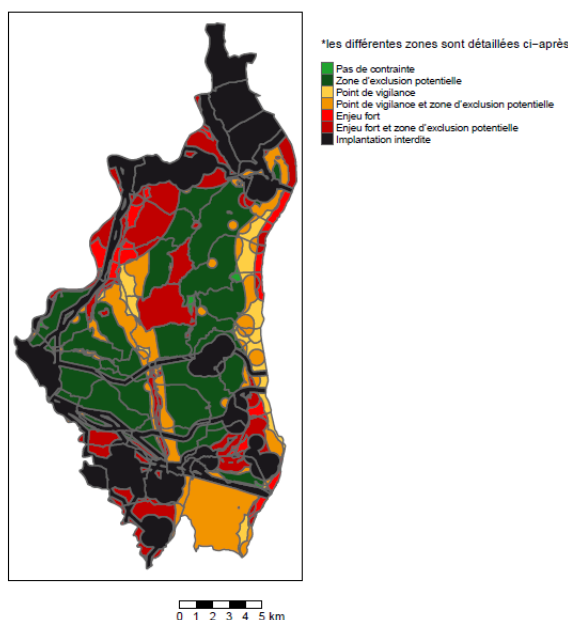 *les différentes zones sont détaillées ci-après
Pas de contrainte
Zone d'exclusion potentielle
Point de vigilance
Point de vigilance et zone d'exclusion potentielle
Enjeu fort
Enjeu fort et zone d'exclusion potentielle
Implantation interdite
0 1 2 3 4 5 km